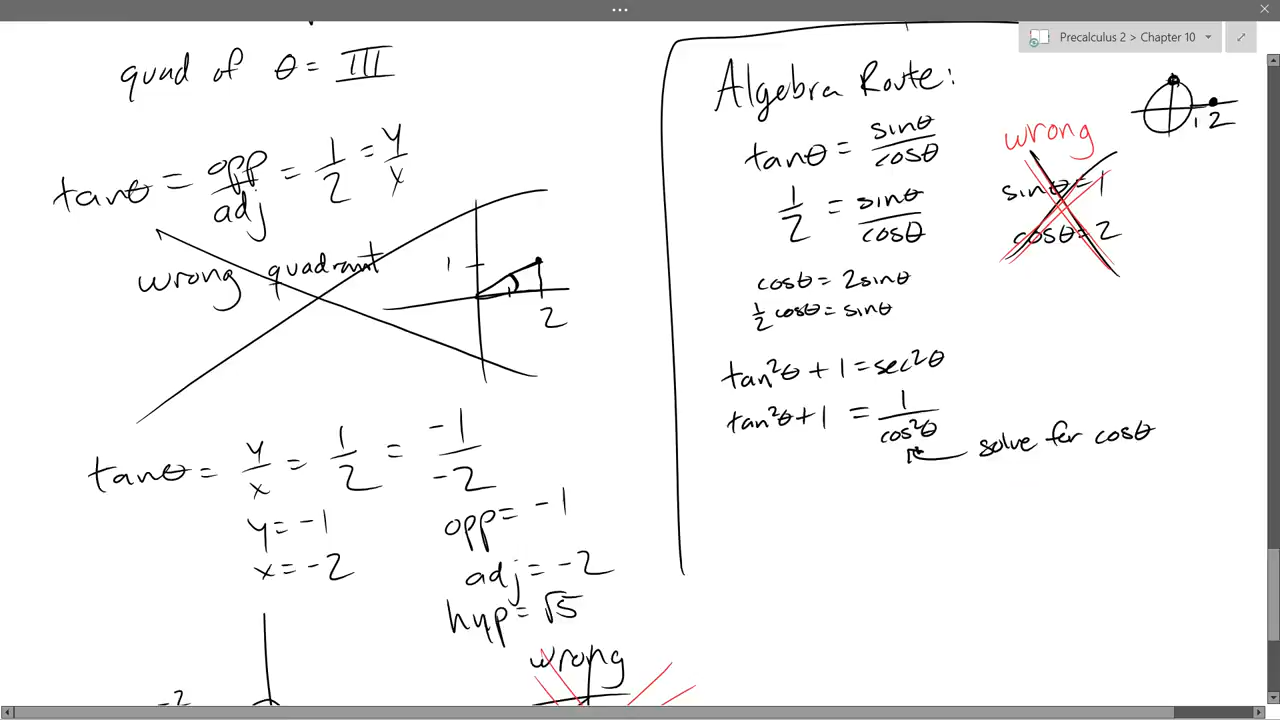 Precalculus 2 > Chapter 10
quad of θ = III
tanθ = opp/adj = 1/2 = y/x
wrong quadrant
1
2
tanθ = y/x = 1/2 = -1/-2
y = -1
x = -2
opp = -1
adj = -2
hyp = √5
wrong
-2
Algebra Route:
tanθ = sinθ/cosθ
1/2 = sinθ/cosθ
cosθ = 2sinθ
1/2 cosθ = sinθ
tan²θ + 1 = sec²θ
tan²θ + 1 = 1/cos²θ
solve for cosθ
wrong
sinθ = 1
cosθ = 2
1 2